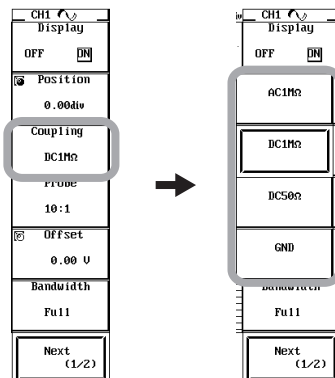 CH1
Display
OFF ON
Position
0.00div
Coupling
DC1MΩ
Probe
10:1
Offset
0.00 V
Bandwidth
Full
Next
(1/2)
CH1
Display
OFF ON
AC1MΩ
DC1MΩ
DC50Ω
GND
Bandwidth
Full
Next
(1/2)